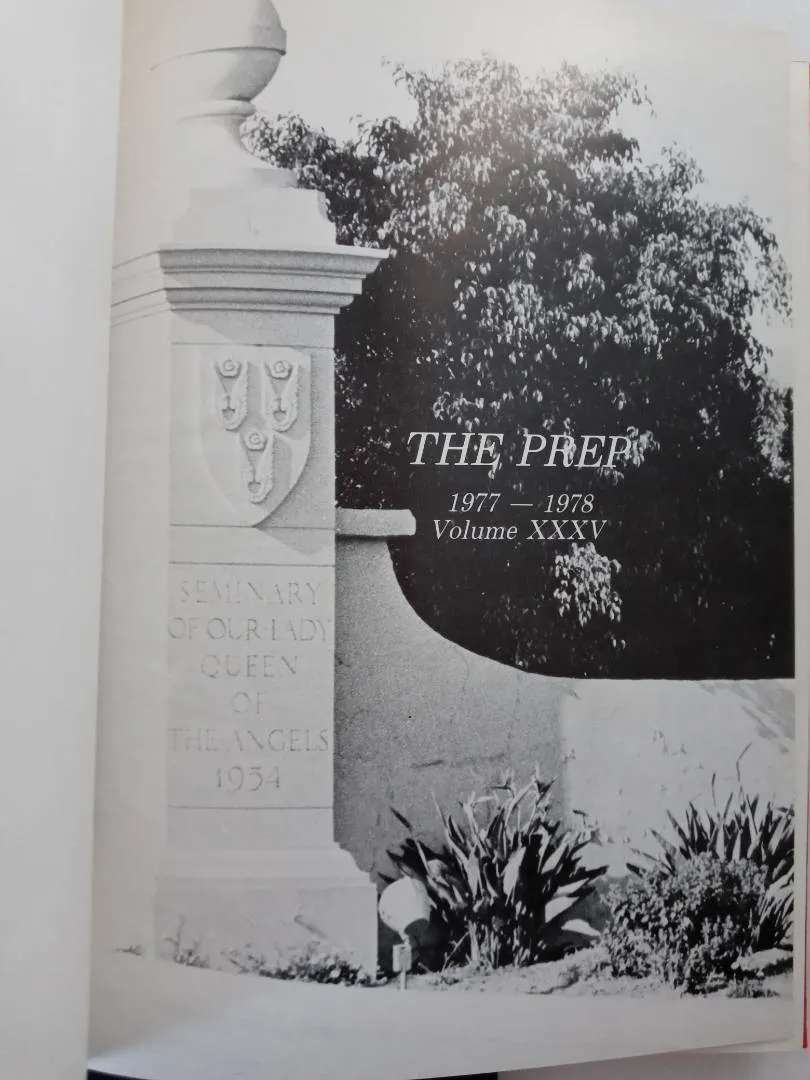 THE PREP
1977 — 1978
Volume XXXV
SEMINARY
OF OUR LADY
QUEEN
OF
THE ANGELS
1954